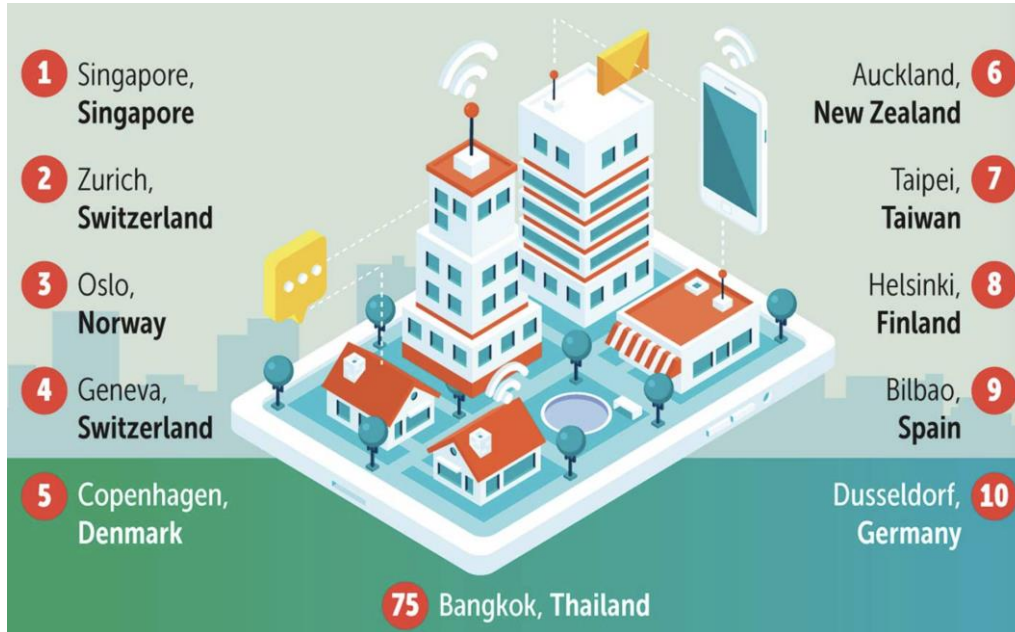 1
Singapore,
Singapore
2
Zurich,
Switzerland
3
Oslo,
Norway
4
Geneva,
Switzerland
5
Copenhagen,
Denmark
6
Auckland,
New Zealand
7
Taipei,
Taiwan
8
Helsinki,
Finland
9
Bilbao,
Spain
10
Dusseldorf,
Germany
75 Bangkok, Thailand